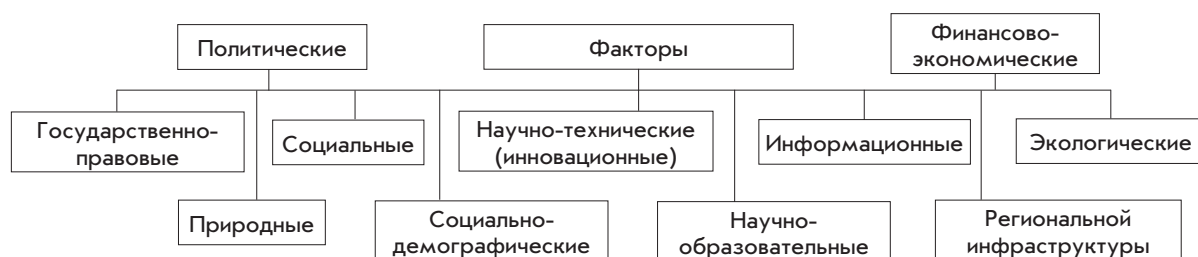 Политические
Факторы
Финансово-
экономические
Государственно-
правовые
Социальные
Научно-технические
(инновационные)
Информационные
Экологические
Природные
Социально-
демографические
Научно-
образовательные
Региональной
инфраструктуры